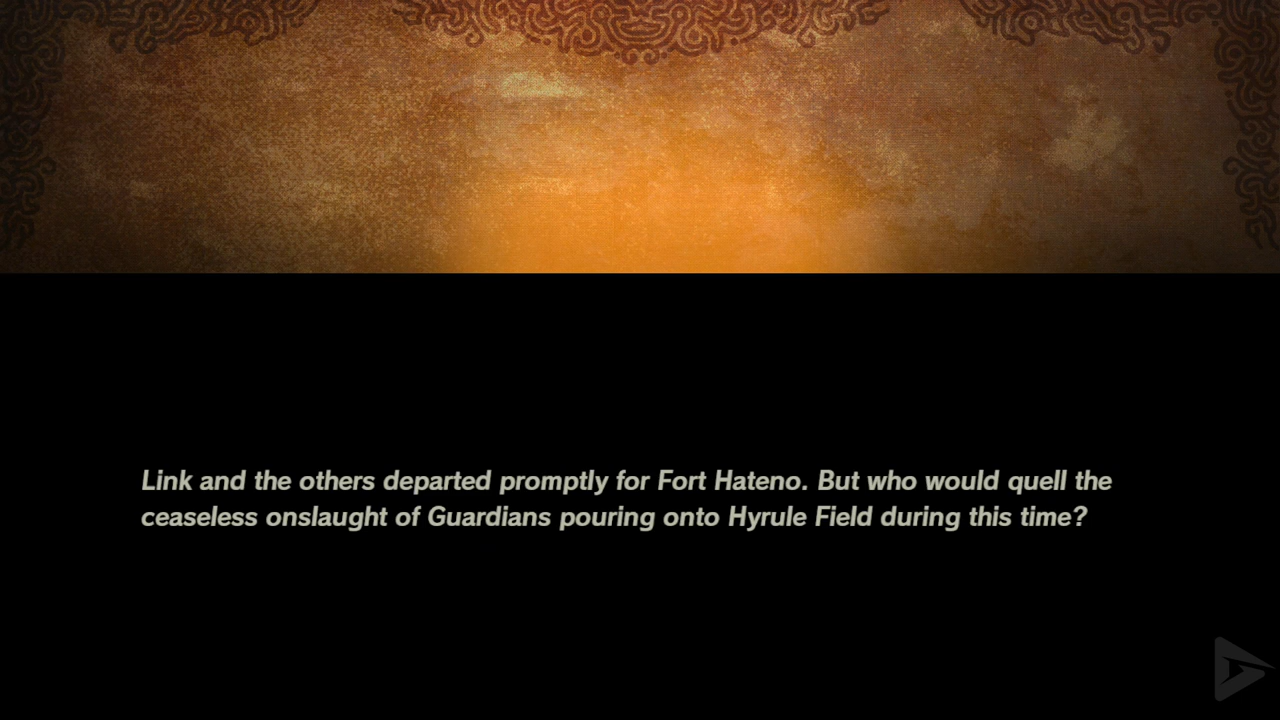 Link and the others departed promptly for Fort Hateno. But who would quell the
ceaseless onslaught of Guardians pouring onto Hyrule Field during this time?